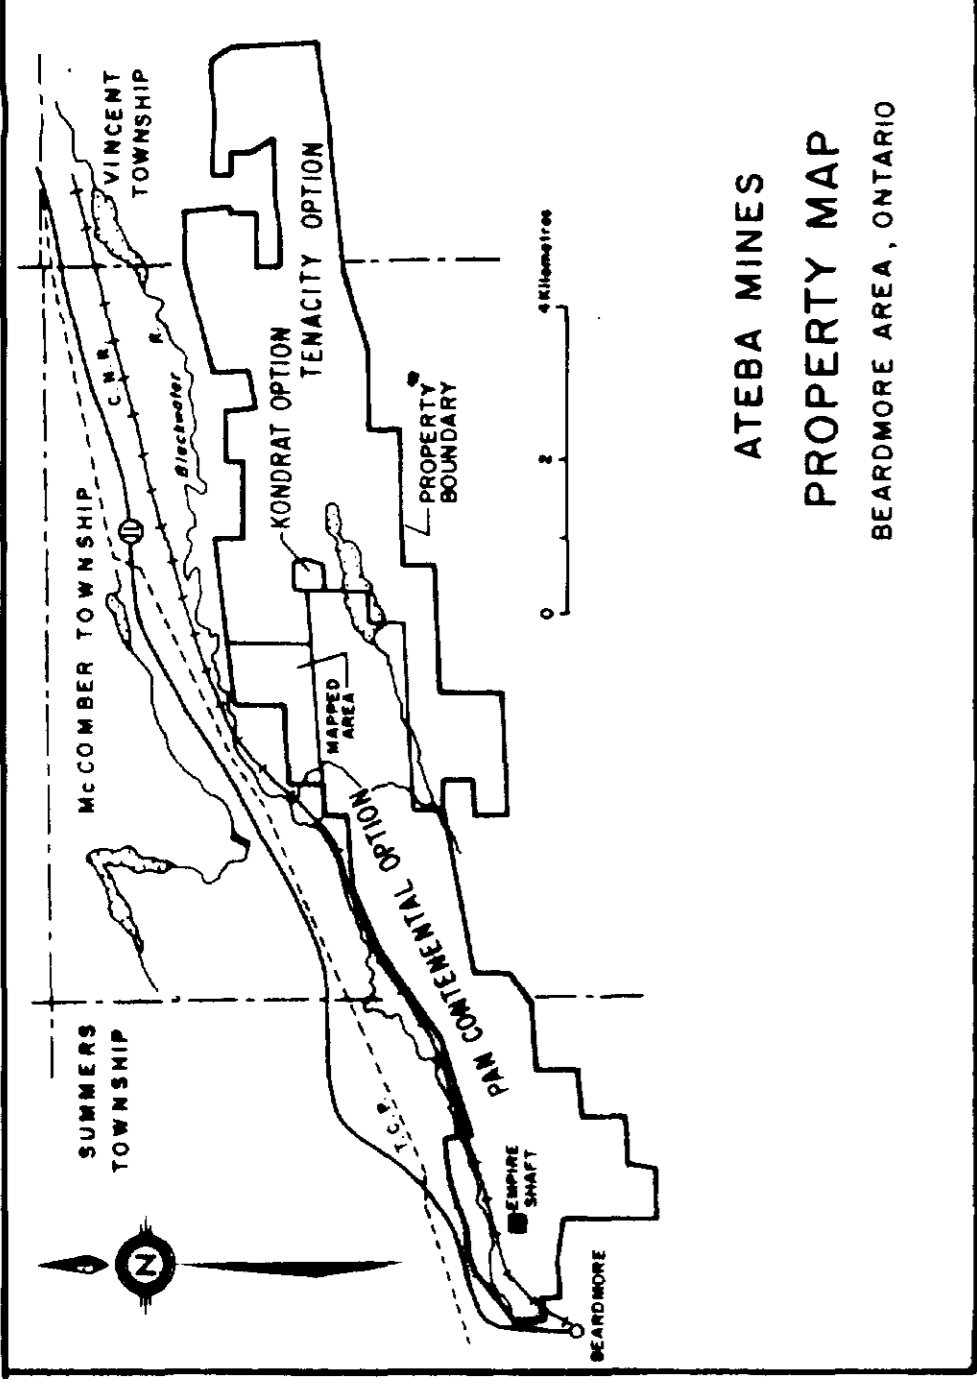 SUMMERS
TOWNSHIP
McCOMBER TOWNSHIP
VINCENT
TOWNSHIP
11
C.N.R.
Blackwater R.
T.C.P.
KONDRAT OPTION
TENACITY OPTION
MAPPED
AREA
PROPERTY
BOUNDARY
PAN CONTENENTAL OPTION
EMPIRE
SHAFT
BEARDMORE
N
0 2 4 Kilometres
ATEBA MINES
PROPERTY MAP
BEARDMORE AREA, ONTARIO